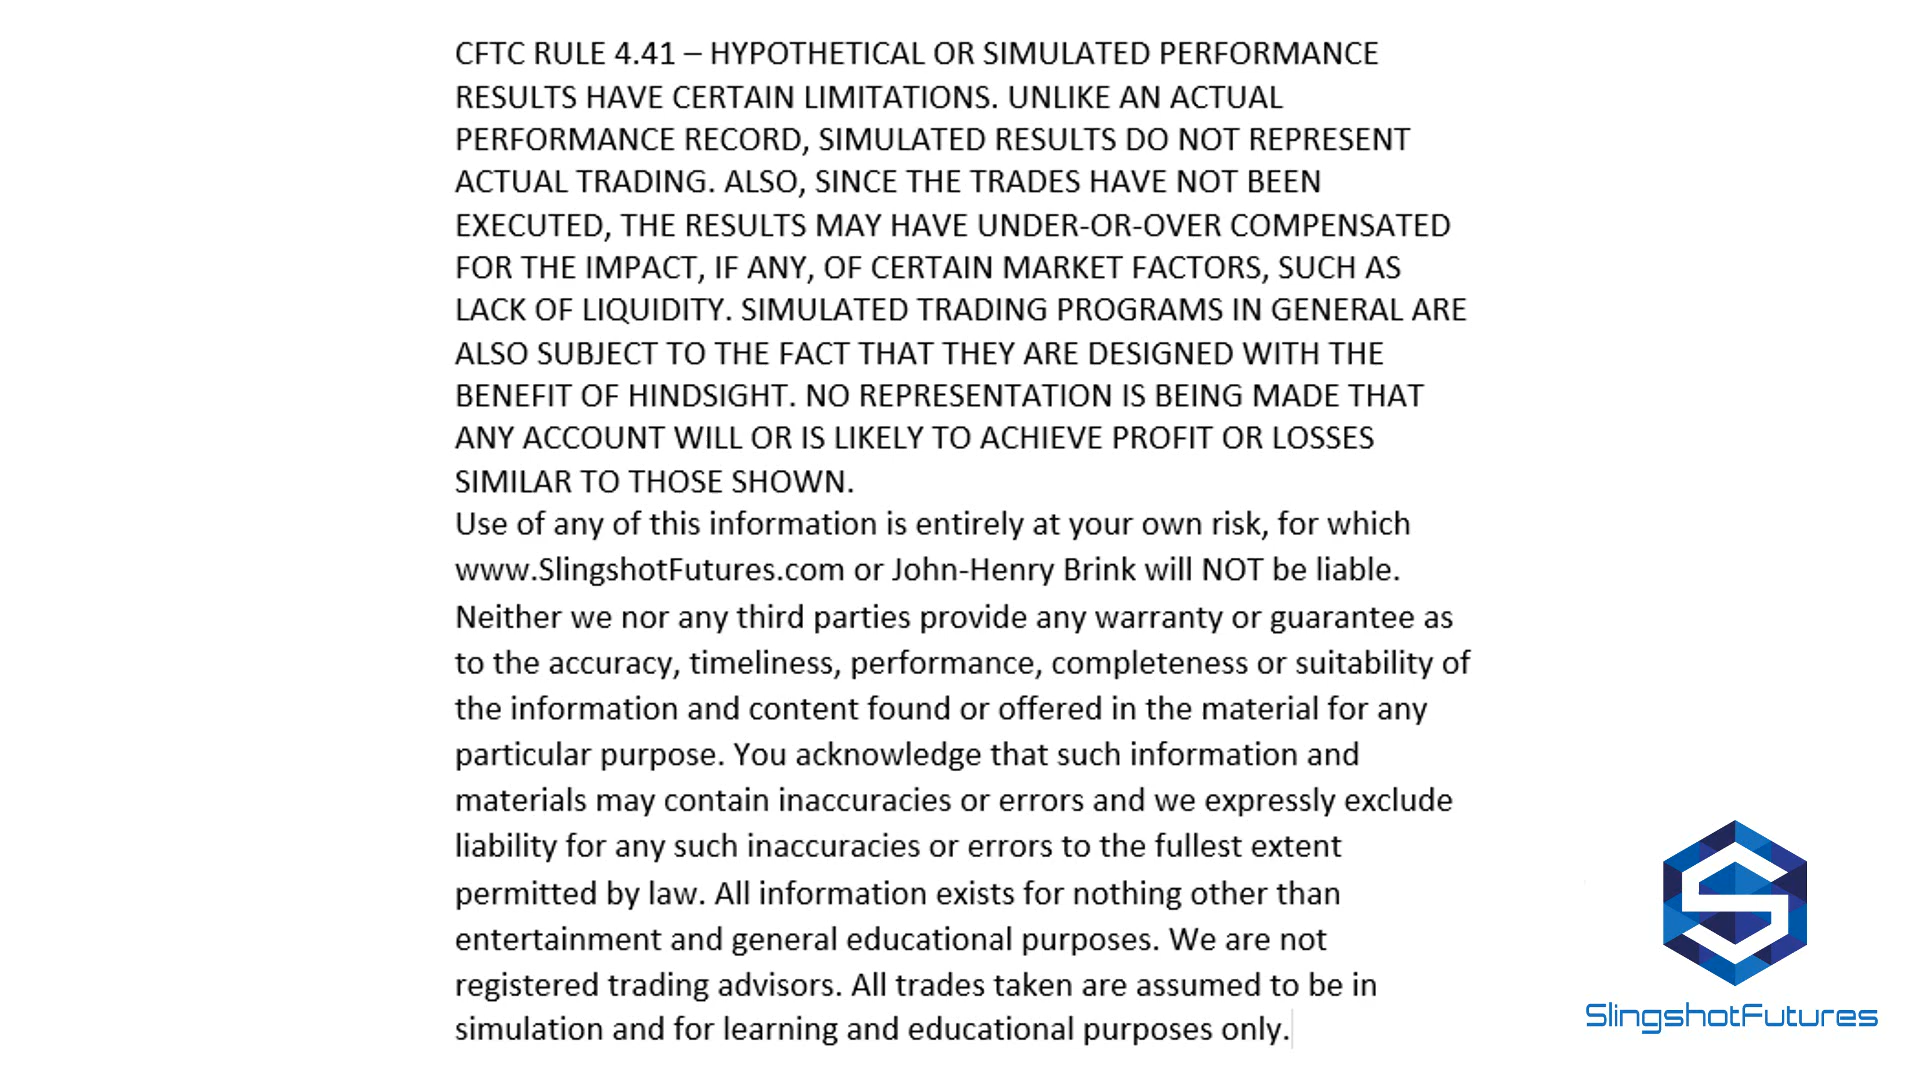 CFTC RULE 4.41 – HYPOTHETICAL OR SIMULATED PERFORMANCE
RESULTS HAVE CERTAIN LIMITATIONS. UNLIKE AN ACTUAL
PERFORMANCE RECORD, SIMULATED RESULTS DO NOT REPRESENT
ACTUAL TRADING. ALSO, SINCE THE TRADES HAVE NOT BEEN
EXECUTED, THE RESULTS MAY HAVE UNDER-OR-OVER COMPENSATED
FOR THE IMPACT, IF ANY, OF CERTAIN MARKET FACTORS, SUCH AS
LACK OF LIQUIDITY. SIMULATED TRADING PROGRAMS IN GENERAL ARE
ALSO SUBJECT TO THE FACT THAT THEY ARE DESIGNED WITH THE
BENEFIT OF HINDSIGHT. NO REPRESENTATION IS BEING MADE THAT
ANY ACCOUNT WILL OR IS LIKELY TO ACHIEVE PROFIT OR LOSSES
SIMILAR TO THOSE SHOWN.
Use of any of this information is entirely at your own risk, for which
www.SlingshotFutures.com or John-Henry Brink will NOT be liable.
Neither we nor any third parties provide any warranty or guarantee as
to the accuracy, timeliness, performance, completeness or suitability of
the information and content found or offered in the material for any
particular purpose. You acknowledge that such information and
materials may contain inaccuracies or errors and we expressly exclude
liability for any such inaccuracies or errors to the fullest extent
permitted by law. All information exists for nothing other than
entertainment and general educational purposes. We are not
registered trading advisors. All trades taken are assumed to be in
simulation and for learning and educational purposes only.
SlingshotFutures